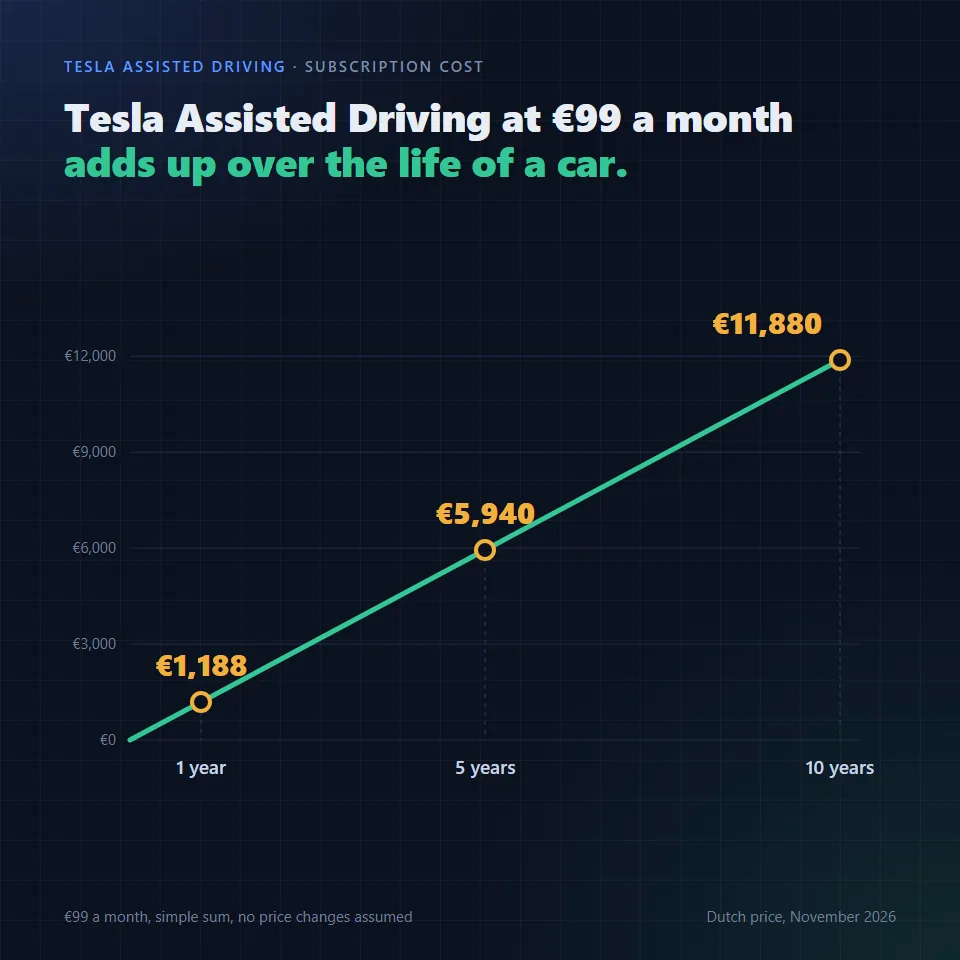 TESLA ASSISTED DRIVING · SUBSCRIPTION COST
Tesla Assisted Driving at €99 a month
adds up over the life of a car.
€11,880
€12,000
€9,000
€5,940
€6,000
€3,000
€1,188
€0
1 year
5 years
10 years
€99 a month, simple sum, no price changes assumed
Dutch price, November 2026